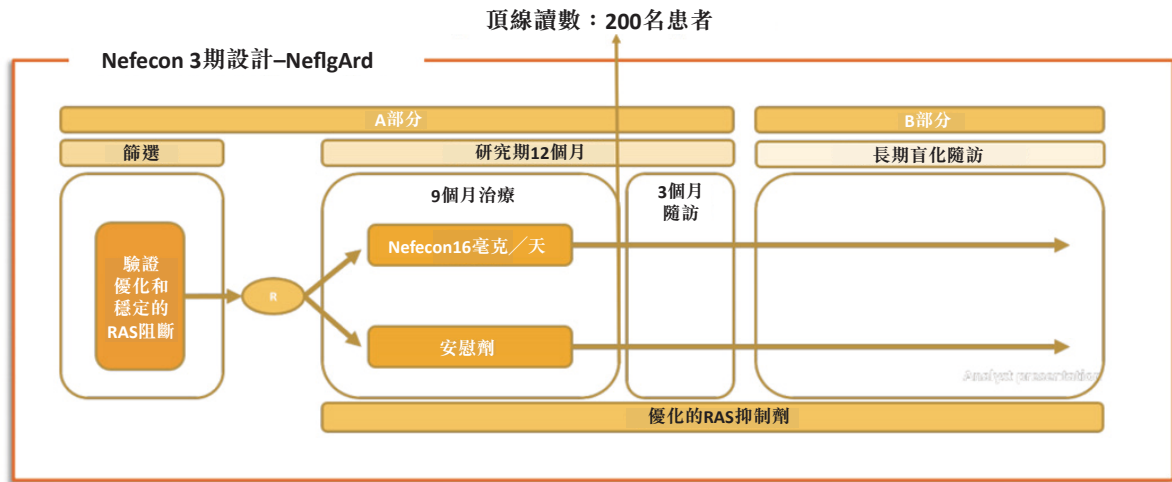 頂線讀數：200名患者
Nefecon 3期設計–NeflgArd
A部分
B部分
篩選
研究期12個月
長期盲化隨訪
9個月治療
3個月
隨訪
Nefecon16毫克／天
驗證
優化和
穩定的
RAS阻斷
R
安慰劑
Analyst presentation
優化的RAS抑制劑